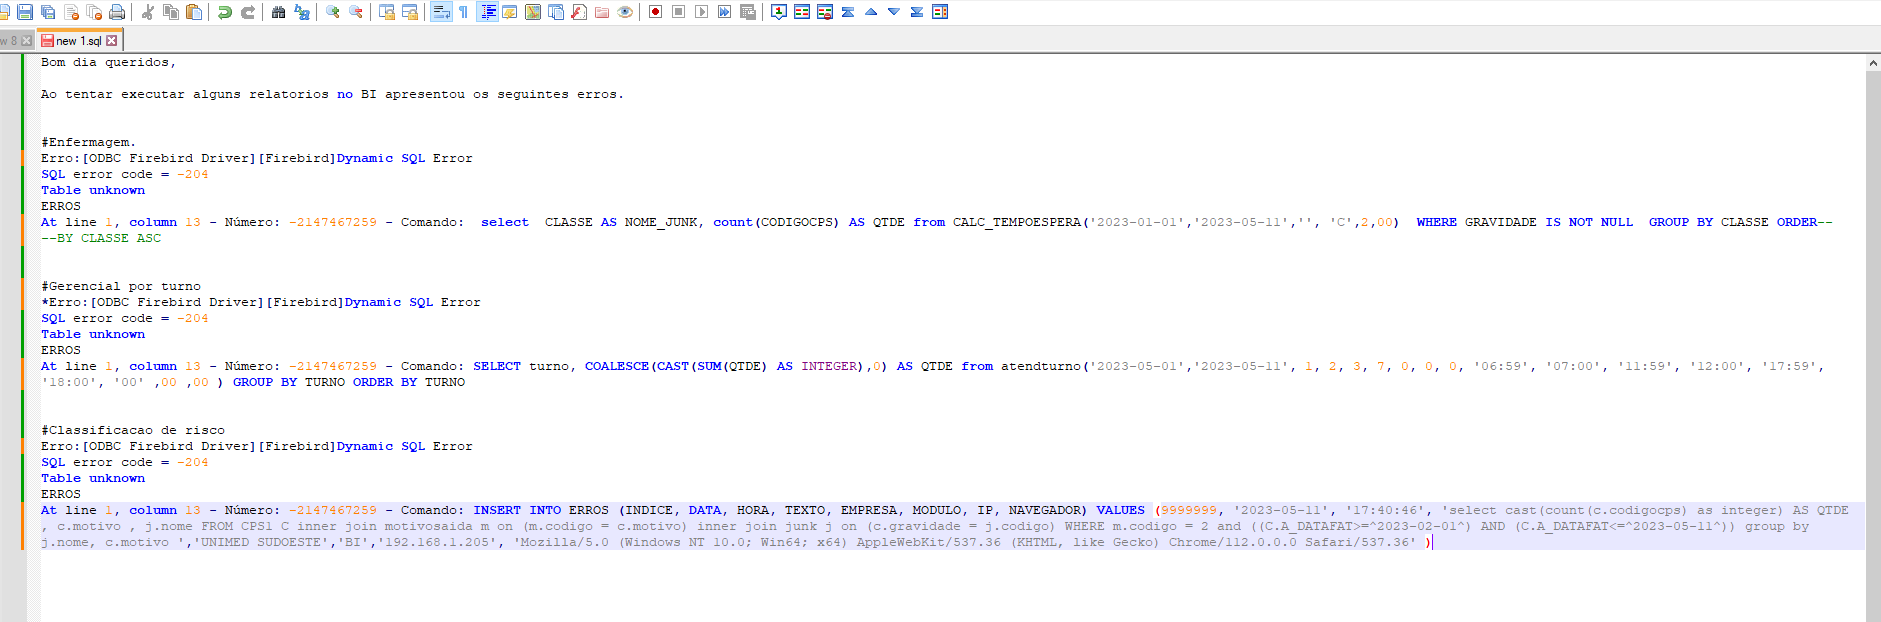 w 8
new 1.sql
Bom dia queridos,
Ao tentar executar alguns relatorios no BI apresentou os seguintes erros.
#Enfermagem.
Erro:[ODBC Firebird Driver][Firebird]Dynamic SQL Error
SQL error code = -204
Table unknown
ERROS
At line 1, column 13 - Número: -2147467259 - Comando:  select  CLASSE AS NOME_JUNK, count(CODIGOCPS) AS QTDE from CALC_TEMPOESPERA('2023-01-01','2023-05-11','', 'C',2,00)  WHERE GRAVIDADE IS NOT NULL  GROUP BY CLASSE ORDER--
--BY CLASSE ASC
#Gerencial por turno
*Erro:[ODBC Firebird Driver][Firebird]Dynamic SQL Error
SQL error code = -204
Table unknown
ERROS
At line 1, column 13 - Número: -2147467259 - Comando: SELECT turno, COALESCE(CAST(SUM(QTDE) AS INTEGER),0) AS QTDE from atendturno('2023-05-01','2023-05-11', 1, 2, 3, 7, 0, 0, 0, '06:59', '07:00', '11:59', '12:00', '17:59',
'18:00', '00' ,00 ,00 ) GROUP BY TURNO ORDER BY TURNO
#Classificacao de risco
Erro:[ODBC Firebird Driver][Firebird]Dynamic SQL Error
SQL error code = -204
Table unknown
ERROS
At line 1, column 13 - Número: -2147467259 - Comando: INSERT INTO ERROS (INDICE, DATA, HORA, TEXTO, EMPRESA, MODULO, IP, NAVEGADOR) VALUES (9999999, '2023-05-11', '17:40:46', 'select cast(count(c.codigocps) as integer) AS QTDE
, c.motivo , j.nome FROM CPS1 C inner join motivosaida m on (m.codigo = c.motivo) inner join junk j on (c.gravidade = j.codigo) WHERE m.codigo = 2 and ((C.A_DATAFAT>=^2023-02-01^) AND (C.A_DATAFAT<=^2023-05-11^)) group by
j.nome, c.motivo ','UNIMED SUDOESTE','BI','192.168.1.205', 'Mozilla/5.0 (Windows NT 10.0; Win64; x64) AppleWebKit/537.36 (KHTML, like Gecko) Chrome/112.0.0.0 Safari/537.36' )